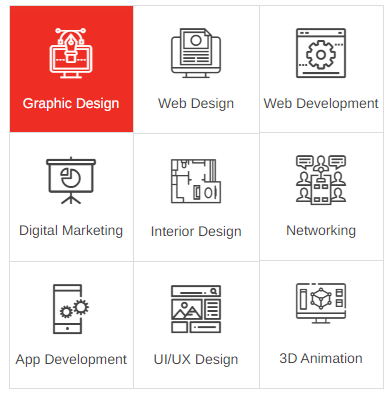 Graphic Design
Web Design
Web Development
Digital Marketing
Interior Design
Networking
App Development
UI/UX Design
3D Animation